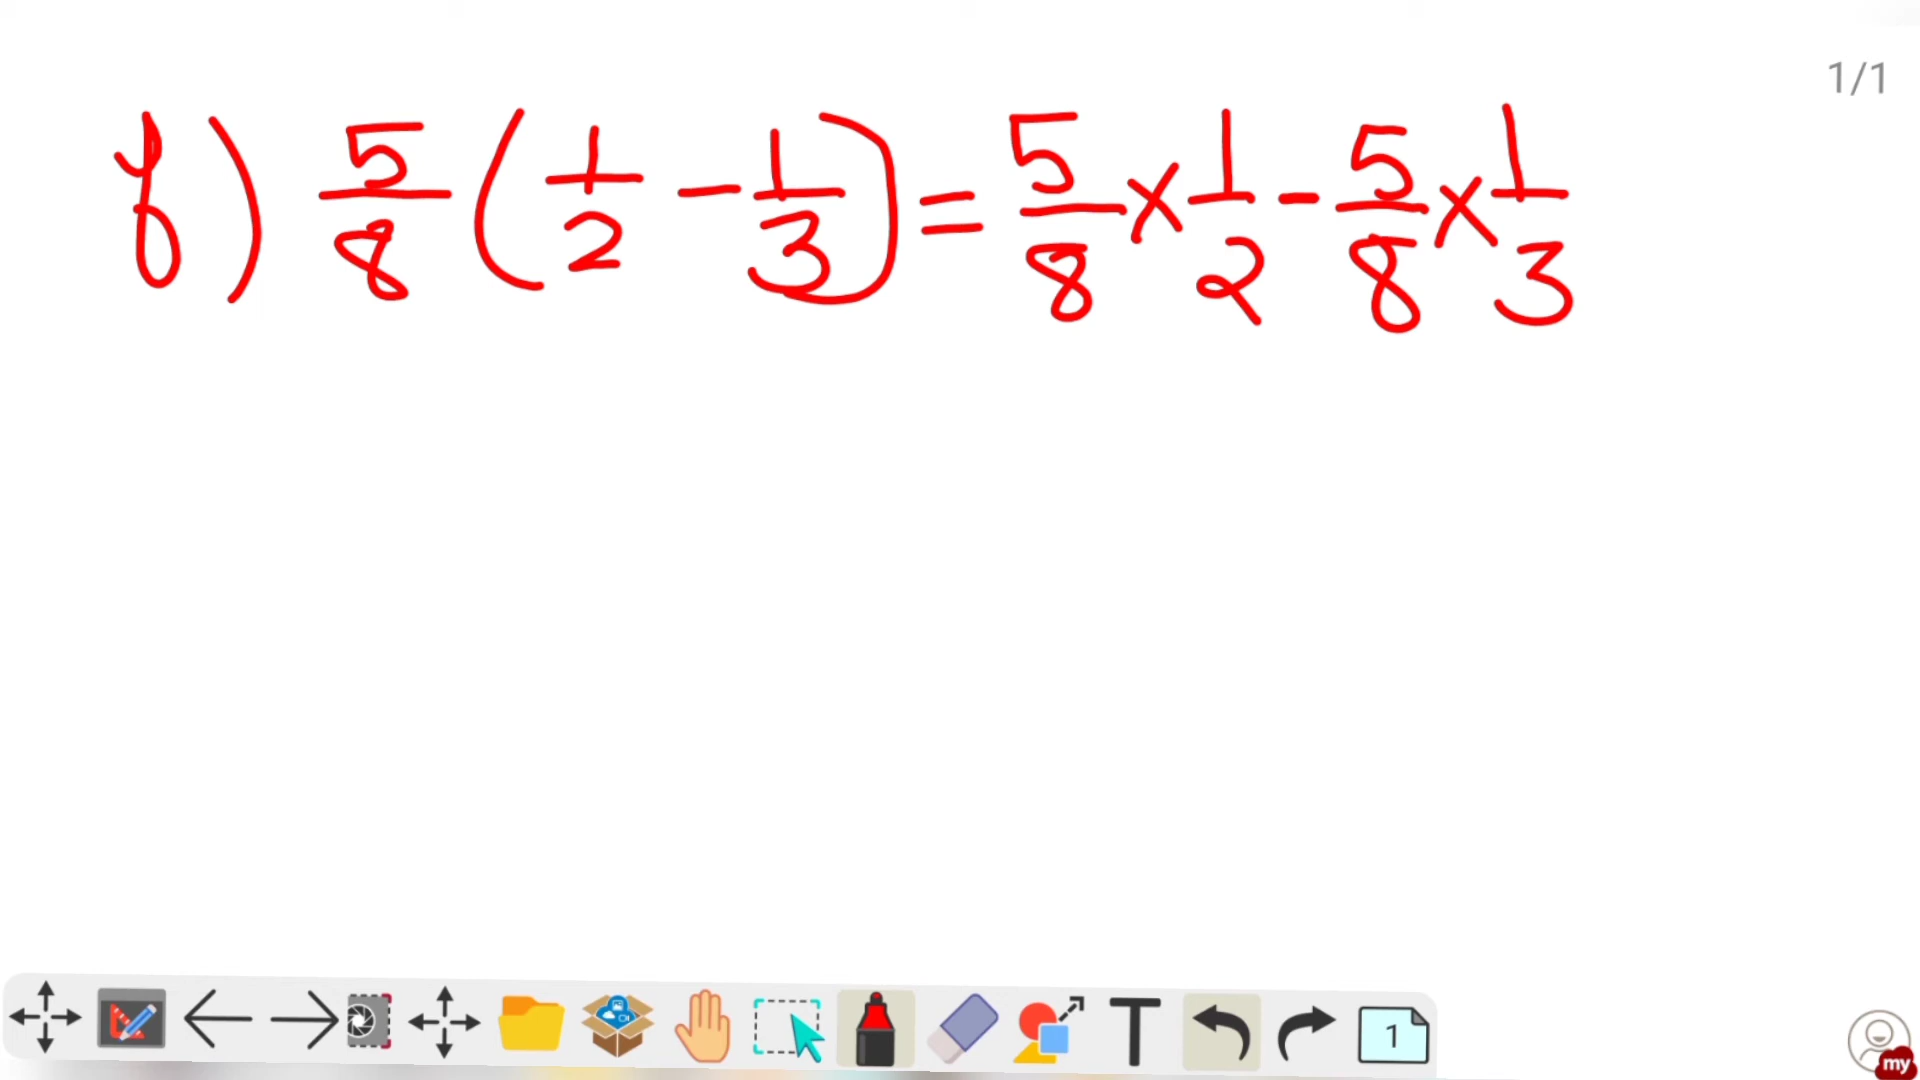 1/1
f) 5/8 (1/2 - 1/3) = 5/8 × 1/2 - 5/8 × 1/3
T
1
my